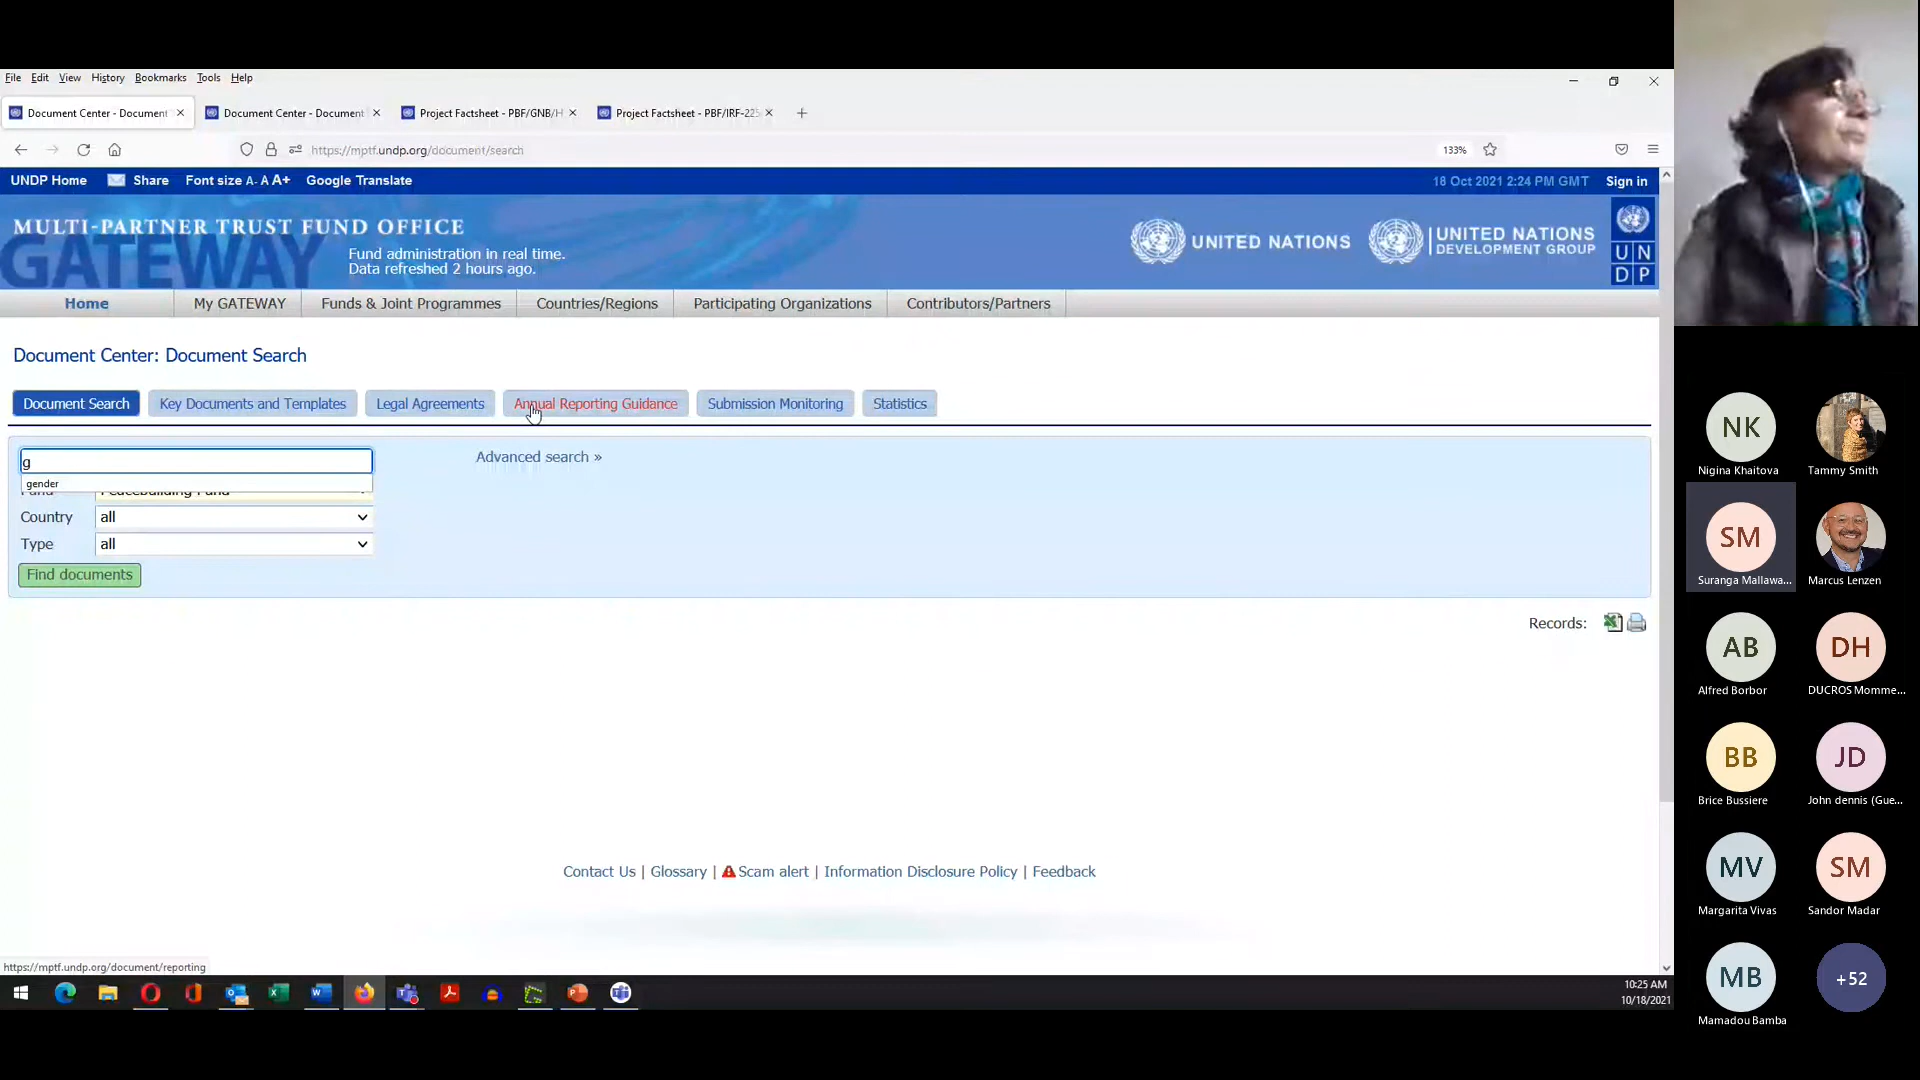 File Edit View History Bookmarks Tools Help
Document Center - Document
Document Center - Document
Project Factsheet - PBF/GNB/H
Project Factsheet - PBF/IRF-225
https://mptf.undp.org/document/search
133%
UNDP Home Share Font size A- A A+ Google Translate
18 Oct 2021 2:24 PM GMT Sign in
MULTI-PARTNER TRUST FUND OFFICE
GATEWAY
Fund administration in real time.
Data refreshed 2 hours ago.
UNITED NATIONS
UNITED NATIONS
DEVELOPMENT GROUP
U N
D P
Home My GATEWAY Funds & Joint Programmes Countries/Regions Participating Organizations Contributors/Partners
Document Center: Document Search
Document Search Key Documents and Templates Legal Agreements Annual Reporting Guidance Submission Monitoring Statistics
g
Advanced search »
gender
Fund Peacebuilding Fund
Country all
Type all
Find documents
Records:
Contact Us | Glossary | Scam alert | Information Disclosure Policy | Feedback
https://mptf.undp.org/document/reporting
10:25 AM
10/18/2021
NK
Nigina Khaitova
Tammy Smith
SM
Suranga Mallawa...
Marcus Lenzen
AB
Alfred Borbor
DH
DUCROS Momme...
BB
Brice Bussiere
JD
John dennis (Gue...
MV
Margarita Vivas
SM
Sandor Madar
MB
Mamadou Bamba
+52